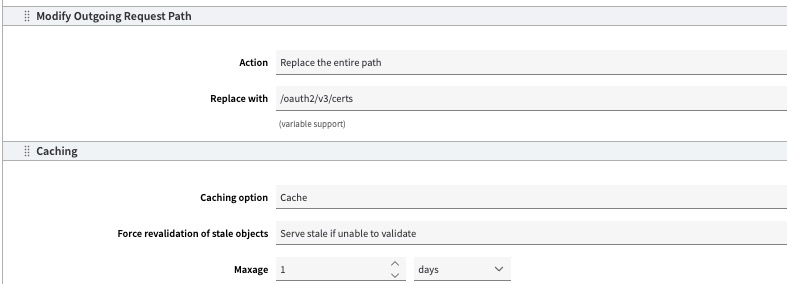 Modify Outgoing Request Path
Action Replace the entire path
Replace with /oauth2/v3/certs
(variable support)
Caching
Caching option Cache
Force revalidation of stale objects Serve stale if unable to validate
Maxage 1 days